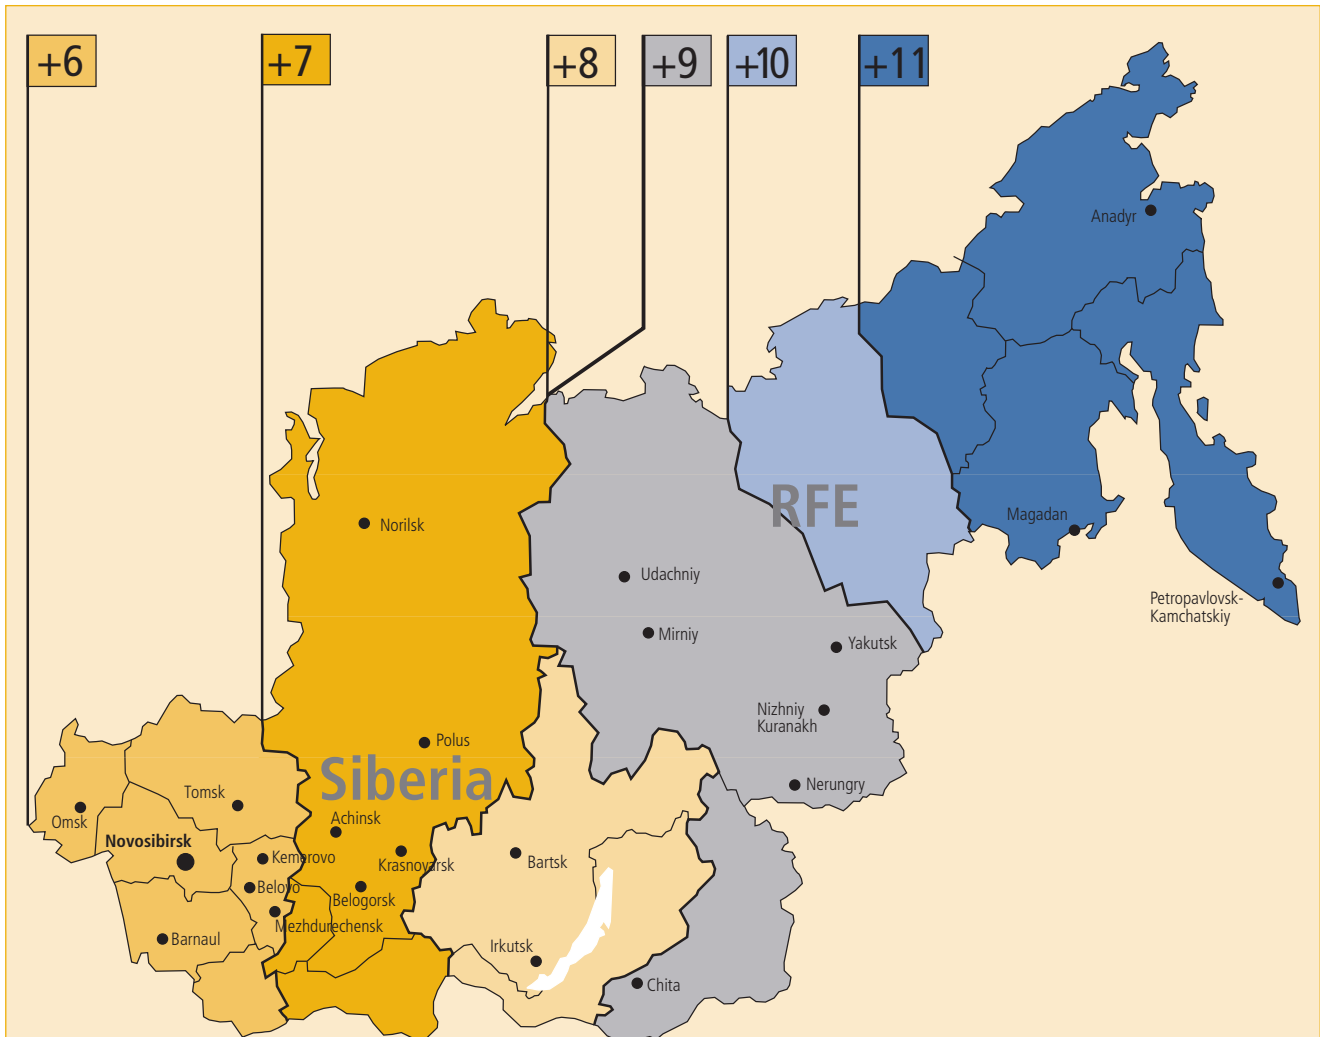 +6
+7
+8
+9
+10
+11
Anadyr
RFE
Magadan
Norilsk
Udachniy
Petropavlovsk-
Kamchatskiy
Mirniy
Yakutsk
Nizhniy
Kuranakh
Polus
Siberia
Nerungry
Tomsk
Omsk
Achinsk
Novosibirsk
Kemerovo
Krasnoyarsk
Bartsk
Belovo
Belogorsk
Mezhdurechensk
Barnaul
Irkutsk
Chita